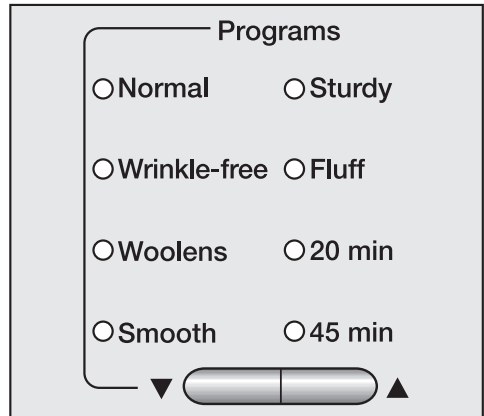 Programs
Normal Sturdy
Wrinkle-free Fluff
Woolens 20 min
Smooth 45 min